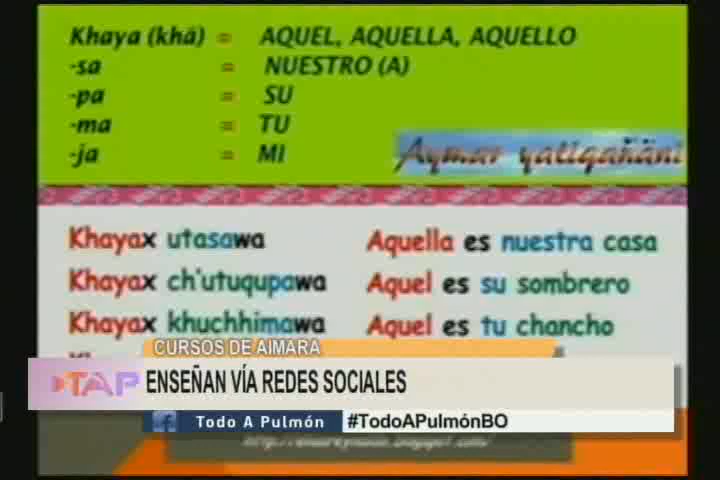 Khaya (khä) = AQUEL, AQUELLA, AQUELLO
-sa = NUESTRO (A)
-pa = SU
-ma = TU
-ja = MI
Aymar yatiqañäni
Khayax utasawa Aquella es nuestra casa
Khayax ch'utuqupawa Aquel es su sombrero
Khayax khuchhimawa Aquel es tu chancho
CURSOS DE AIMARA
TAP ENSEÑAN VÍA REDES SOCIALES
Todo A Pulmón #TodoAPulmónBO